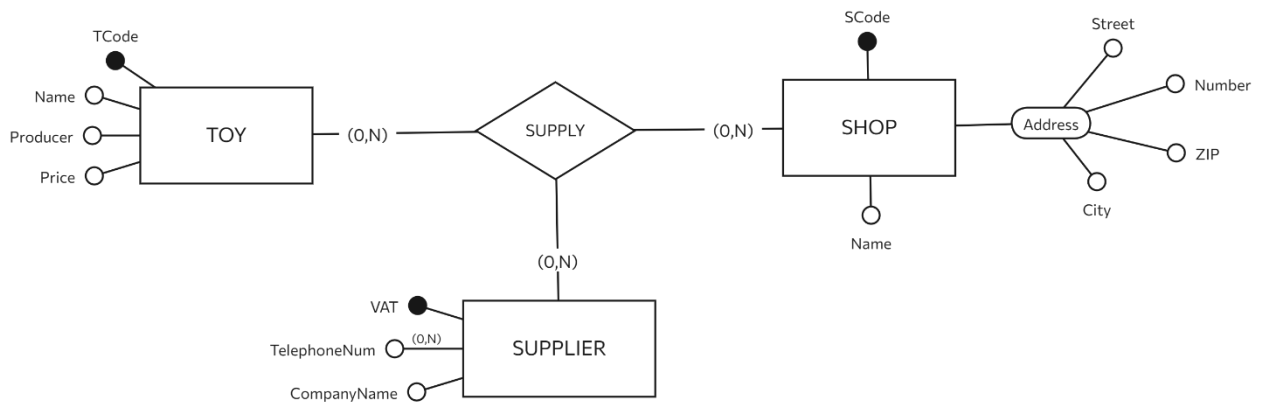 TCode
Name
Producer
Price
TOY
(0,N)
SUPPLY
(0,N)
SCode
SHOP
Name
Address
Street
Number
ZIP
City
(0,N)
VAT
TelephoneNum
(0,N)
CompanyName
SUPPLIER